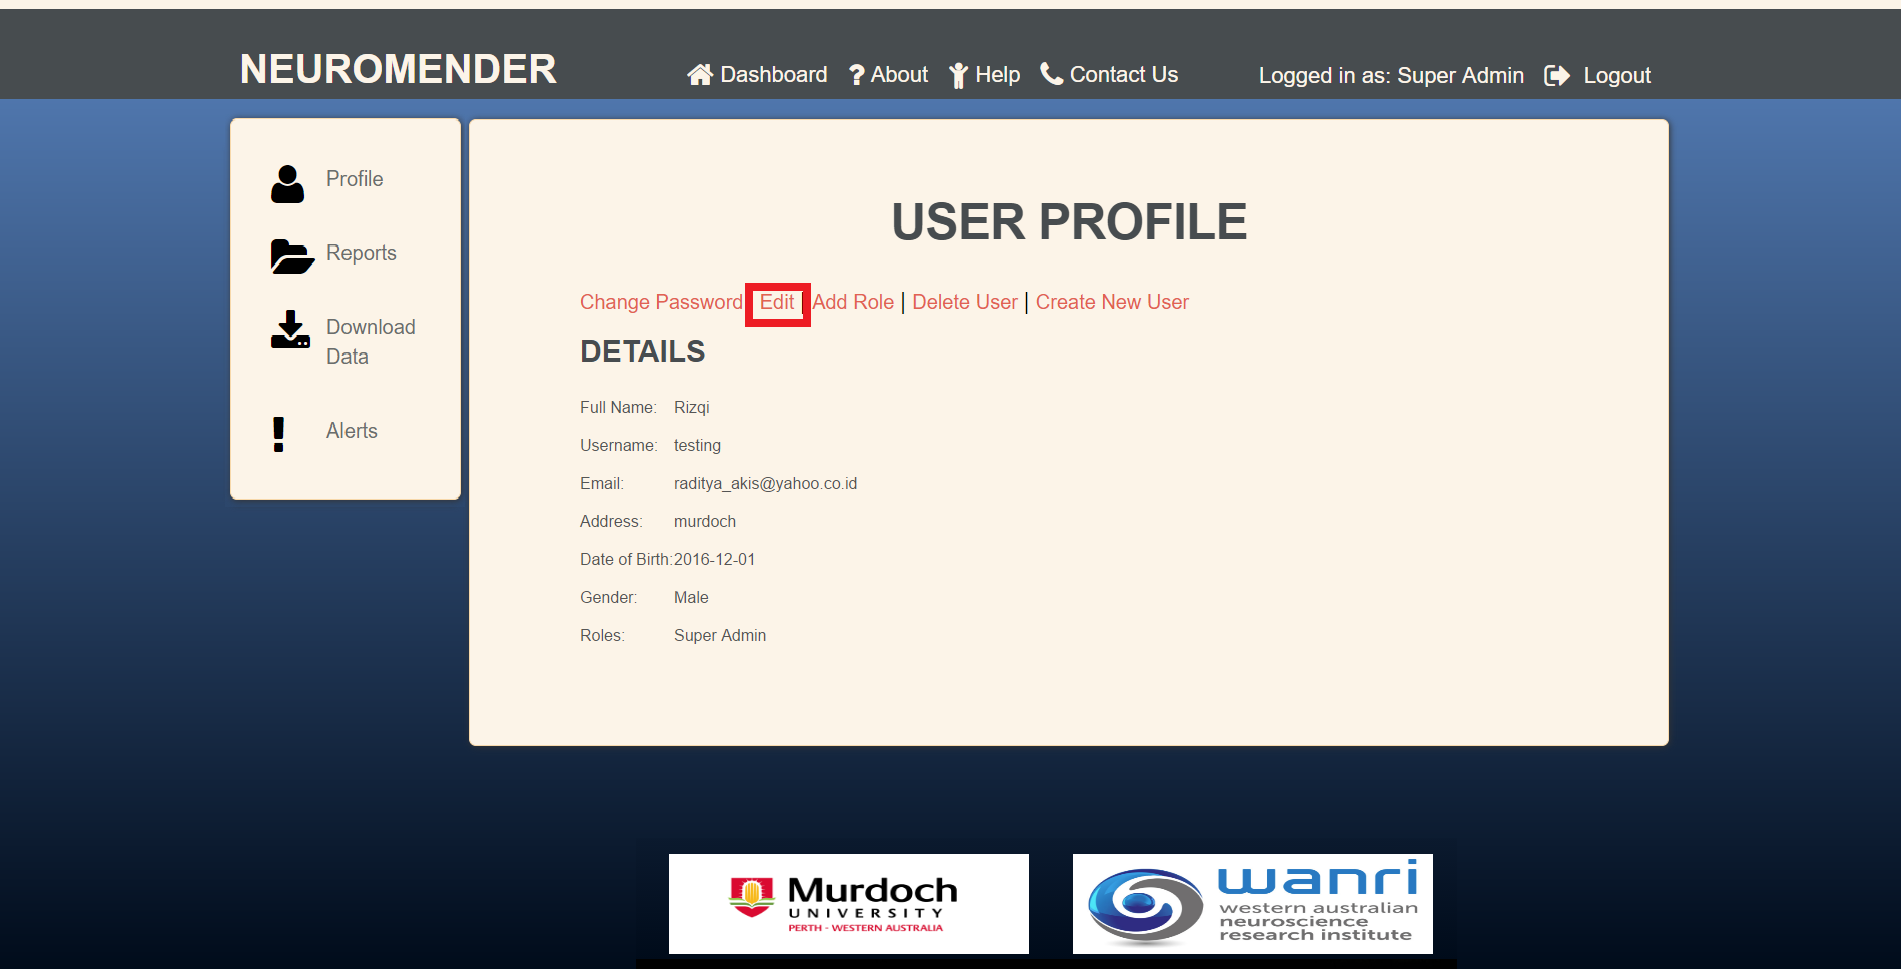 NEUROMENDER
Dashboard ? About Help Contact Us
Logged in as: Super Admin Logout
Profile
Reports
Download
Data
Alerts
USER PROFILE
Change Password Edit | Add Role | Delete User | Create New User
DETAILS
Full Name: Rizqi
Username: testing
Email: raditya_akis@yahoo.co.id
Address: murdoch
Date of Birth: 2016-12-01
Gender: Male
Roles: Super Admin
Murdoch
UNIVERSITY
PERTH - WESTERN AUSTRALIA
wanri
western australian
neuroscience
research institute